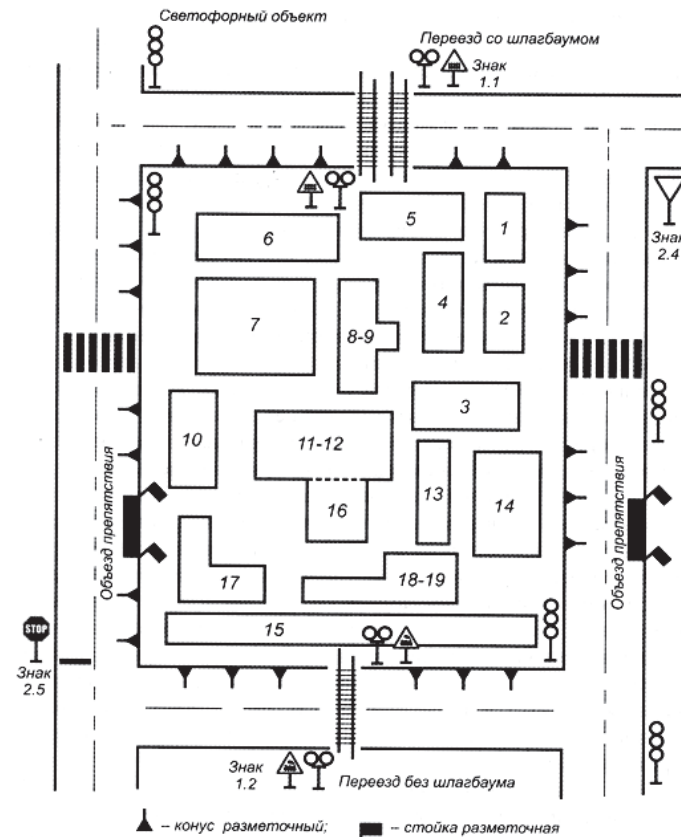 Светофорный объект
Переезд со шлагбаумом
Знак
1.1
5
1
6
Знак
2.4
4
7
8-9
2
3
10
11-12
13
14
16
Объезд препятствия
Объезд препятствия
17
18-19
STOP
15
Знак
2.5
Знак
1.2
Переезд без шлагбаума
– конус разметочный;
– стойка разметочная